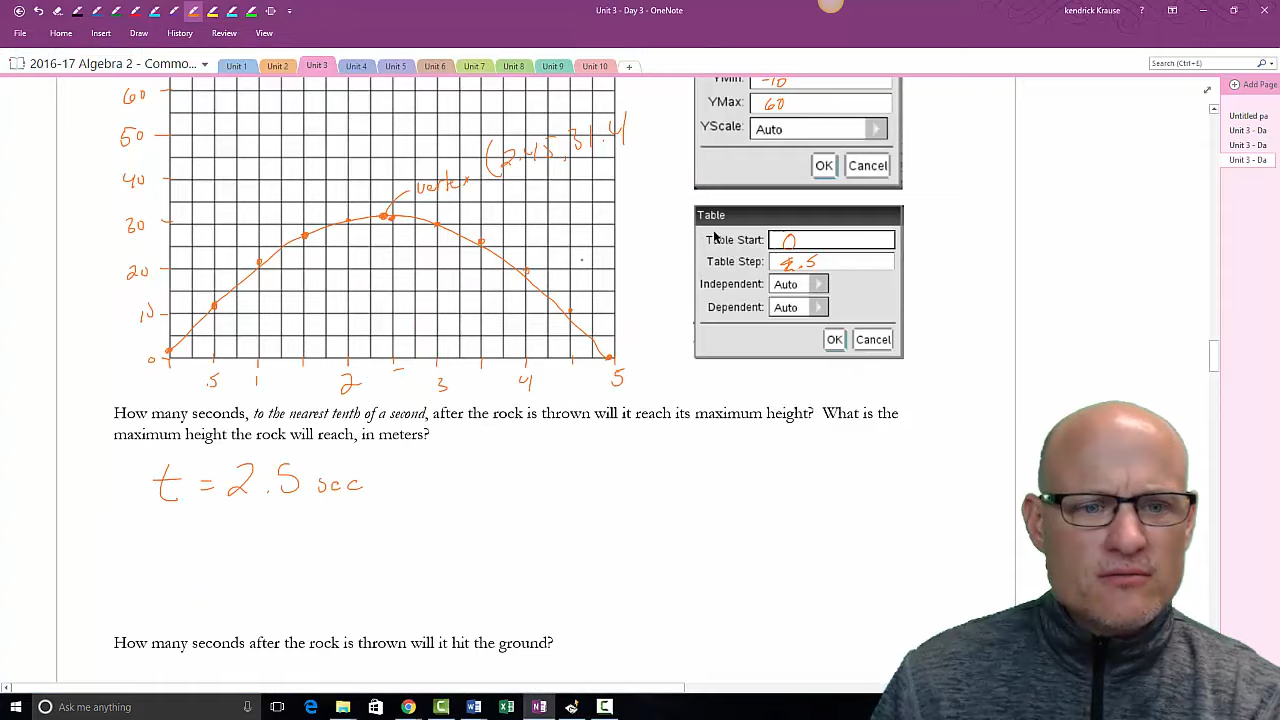 Unit 3 - Day 3 - OneNote
kendrick Krause
File Home Insert Draw History Review View
2016-17 Algebra 2 - Commo...
Unit 1 Unit 2 Unit 3 Unit 4 Unit 5 Unit 6 Unit 7 Unit 8 Unit 9 Unit 10
Search (Ctrl+E)
Add Page
Untitled pa
Unit 3 - Da
Unit 3 - Da
Unit 3 - Da
60
50
40
30
20
10
0
.5 1 2 3 4 5
vertex (2.45, 31.4
YMin: -10
YMax: 60
YScale: Auto
OK Cancel
Table
Table Start: 0
Table Step: .5
Independent: Auto
Dependent: Auto
OK Cancel
How many seconds, to the nearest tenth of a second, after the rock is thrown will it reach its maximum height? What is the
maximum height the rock will reach, in meters?
t = 2.5 sec
How many seconds after the rock is thrown will it hit the ground?
Ask me anything